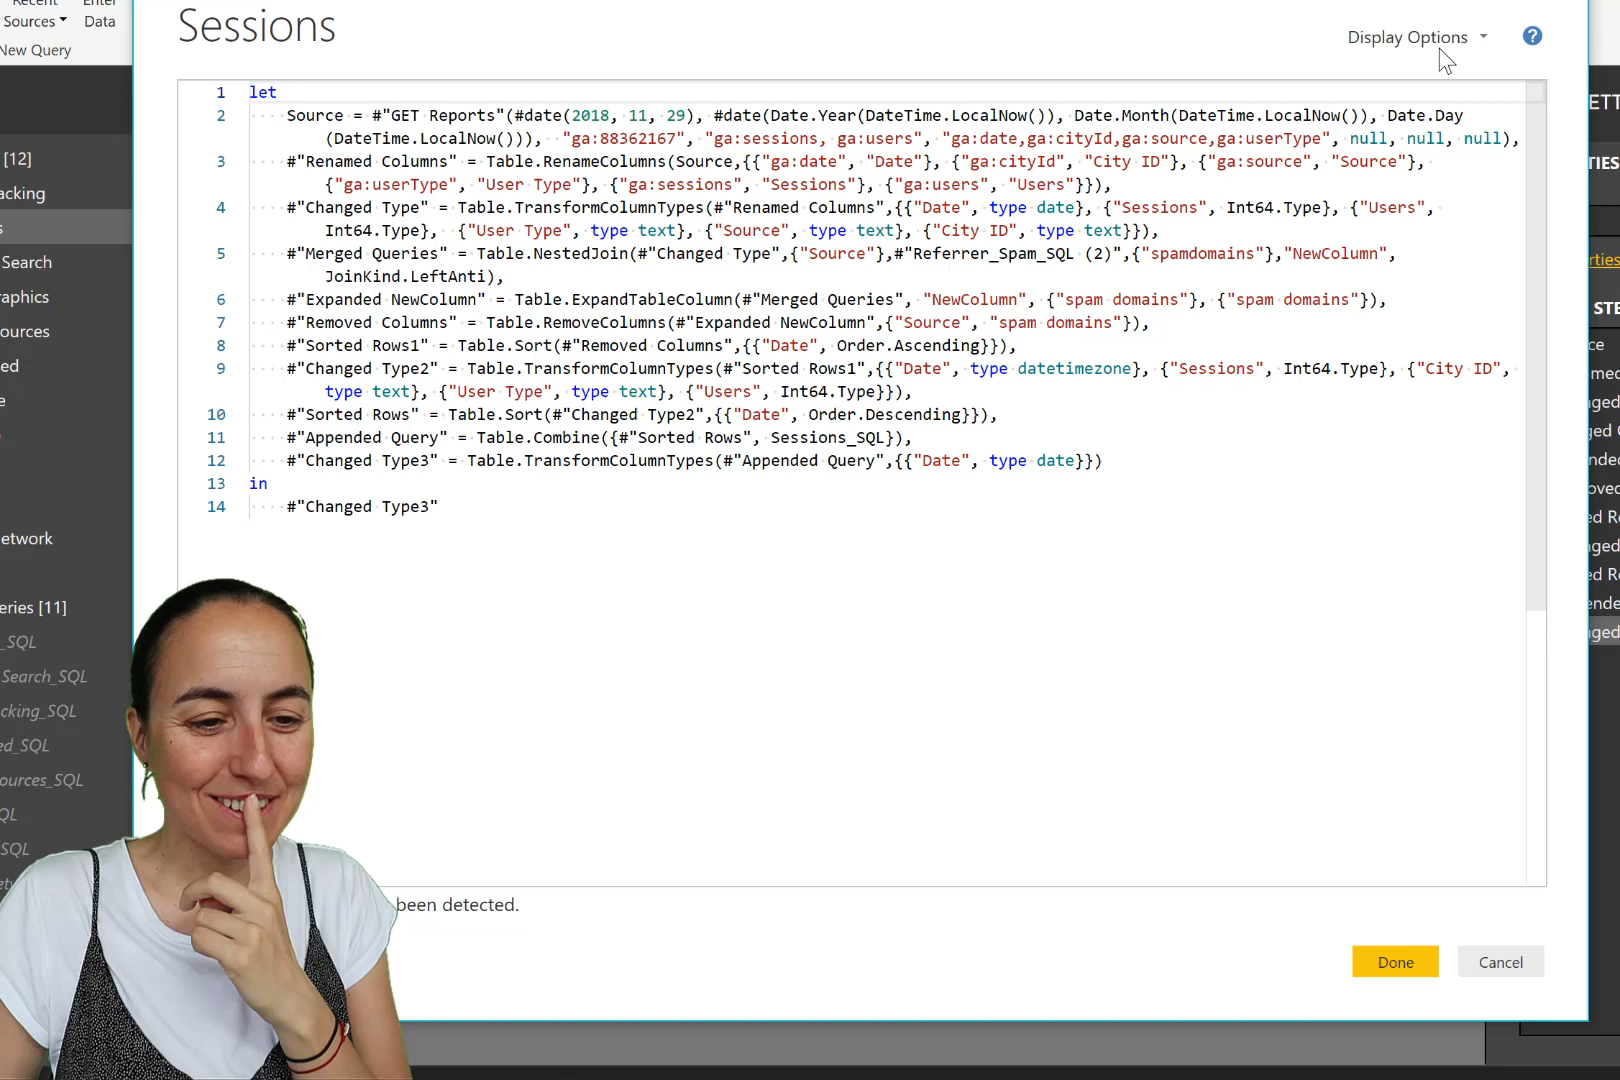 Recent
Sources
Enter
Data
New Query
Sessions
Display Options
?
1 let
2 Source = #"GET Reports"(#date(2018, 11, 29), #date(Date.Year(DateTime.LocalNow()), Date.Month(DateTime.LocalNow()), Date.Day
(DateTime.LocalNow())), "ga:88362167", "ga:sessions, ga:users", "ga:date,ga:cityId,ga:source,ga:userType", null, null, null),
3 #"Renamed Columns" = Table.RenameColumns(Source,{{"ga:date", "Date"}, {"ga:cityId", "City ID"}, {"ga:source", "Source"},
{"ga:userType", "User Type"}, {"ga:sessions", "Sessions"}, {"ga:users", "Users"}}),
4 #"Changed Type" = Table.TransformColumnTypes(#"Renamed Columns",{{"Date", type date}, {"Sessions", Int64.Type}, {"Users",
Int64.Type}, {"User Type", type text}, {"Source", type text}, {"City ID", type text}}),
5 #"Merged Queries" = Table.NestedJoin(#"Changed Type",{"Source"},#"Referrer_Spam_SQL (2)",{"spamdomains"},"NewColumn",
JoinKind.LeftAnti),
6 #"Expanded NewColumn" = Table.ExpandTableColumn(#"Merged Queries", "NewColumn", {"spam domains"}, {"spam domains"}),
7 #"Removed Columns" = Table.RemoveColumns(#"Expanded NewColumn",{"Source", "spam domains"}),
8 #"Sorted Rows1" = Table.Sort(#"Removed Columns",{{"Date", Order.Ascending}}),
9 #"Changed Type2" = Table.TransformColumnTypes(#"Sorted Rows1",{{"Date", type datetimezone}, {"Sessions", Int64.Type}, {"City ID",
type text}, {"User Type", type text}, {"Users", Int64.Type}}),
10 #"Sorted Rows" = Table.Sort(#"Changed Type2",{{"Date", Order.Descending}}),
11 #"Appended Query" = Table.Combine({#"Sorted Rows", Sessions_SQL}),
12 #"Changed Type3" = Table.TransformColumnTypes(#"Appended Query",{{"Date", type date}})
13 in
14 #"Changed Type3"
been detected.
Done
Cancel
[12]
acking
s
Search
raphics
ources
ed
e
etwork
eries [11]
_SQL
Search_SQL
cking_SQL
ed_SQL
ources_SQL
QL
SQL
ETT
TIES
rties
STE
ce
med
ged
ged C
nded
oved
ed R
ged
ed R
ende
ged